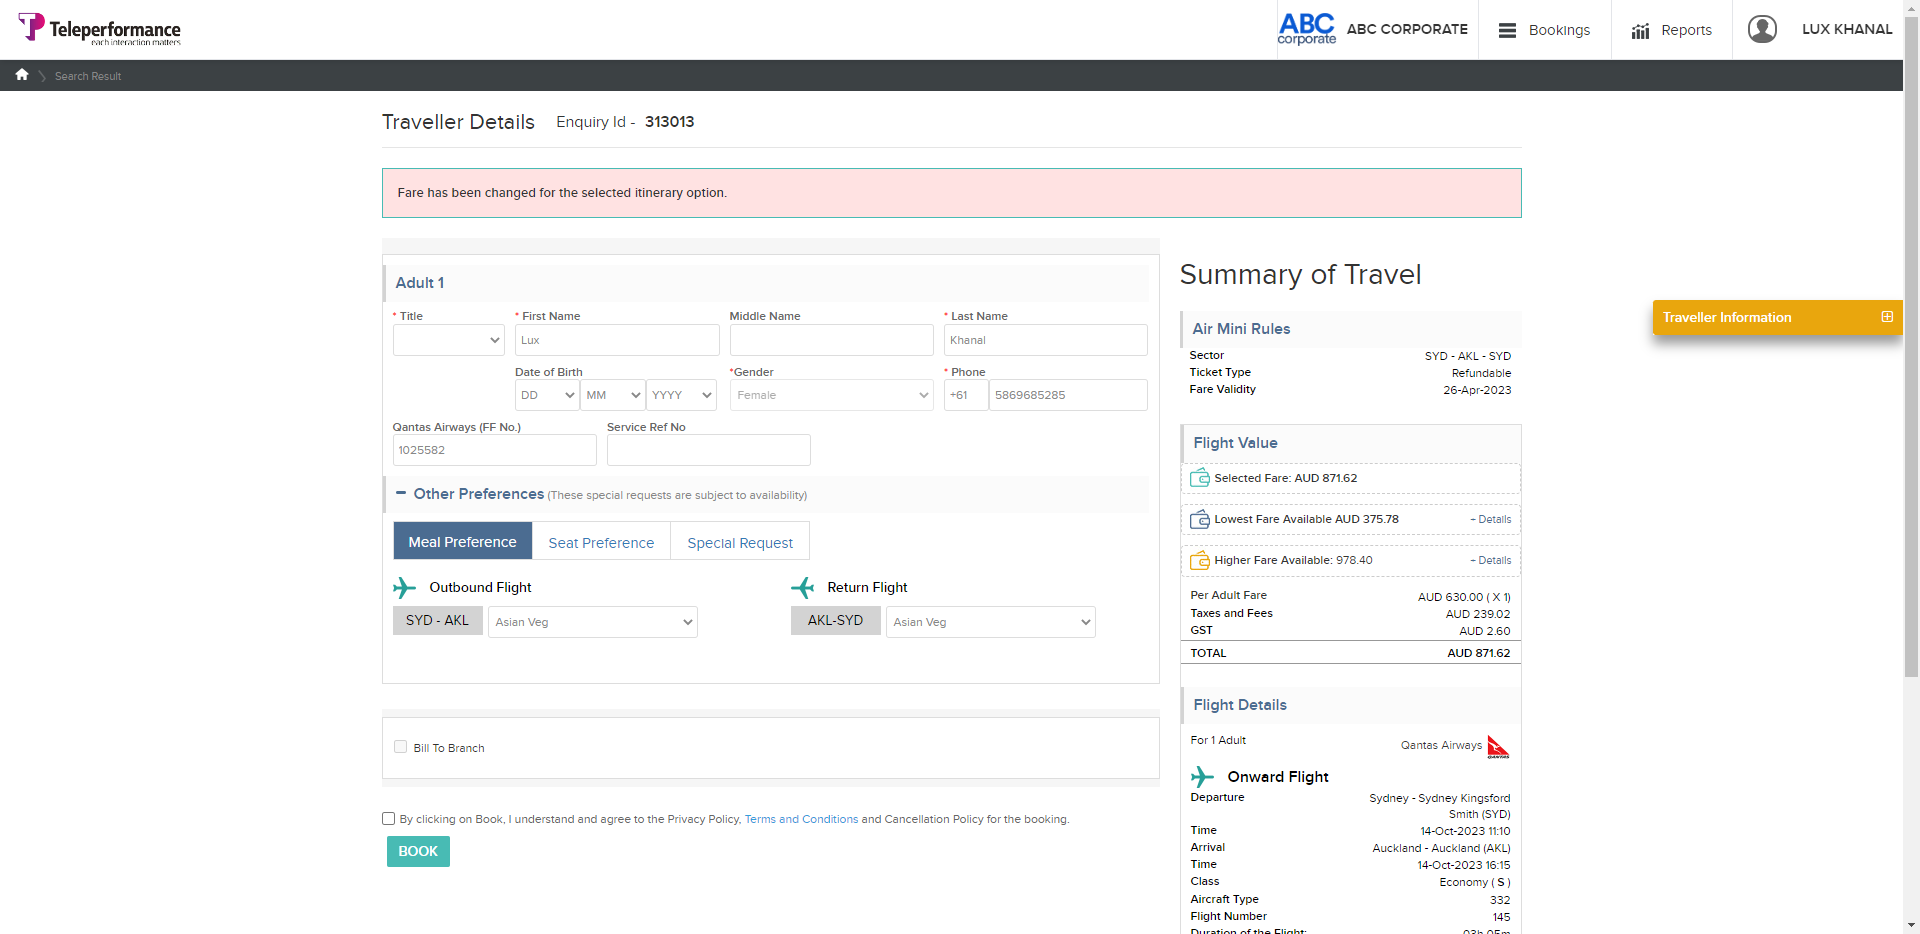 Teleperformance
each interaction matters
ABC
corporate
ABC CORPORATE
Bookings
Reports
LUX KHANAL
Search Result
Traveller Details
Enquiry Id - 313013
Fare has been changed for the selected itinerary option.
Adult 1
* Title
* First Name
Middle Name
* Last Name
Lux
Khanal
Date of Birth
*Gender
* Phone
DD
MM
YYYY
Female
+61
5869685285
Qantas Airways (FF No.)
Service Ref No
1025582
Other Preferences (These special requests are subject to availability)
Meal Preference
Seat Preference
Special Request
Outbound Flight
Return Flight
SYD - AKL
Asian Veg
AKL-SYD
Asian Veg
Bill To Branch
By clicking on Book, I understand and agree to the Privacy Policy, Terms and Conditions and Cancellation Policy for the booking.
BOOK
Summary of Travel
Air Mini Rules
Sector SYD - AKL - SYD
Ticket Type Refundable
Fare Validity 26-Apr-2023
Flight Value
Selected Fare: AUD 871.62
Lowest Fare Available AUD 375.78 + Details
Higher Fare Available: 978.40 + Details
Per Adult Fare AUD 630.00 ( X 1)
Taxes and Fees AUD 239.02
GST AUD 2.60
TOTAL AUD 871.62
Flight Details
For 1 Adult Qantas Airways
QANTAS
Onward Flight
Departure Sydney - Sydney Kingsford
Smith (SYD)
Time 14-Oct-2023 11:10
Arrival Auckland - Auckland (AKL)
Time 14-Oct-2023 16:15
Class Economy ( S )
Aircraft Type 332
Flight Number 145
Duration of the Flight: 03h 05m
Traveller Information